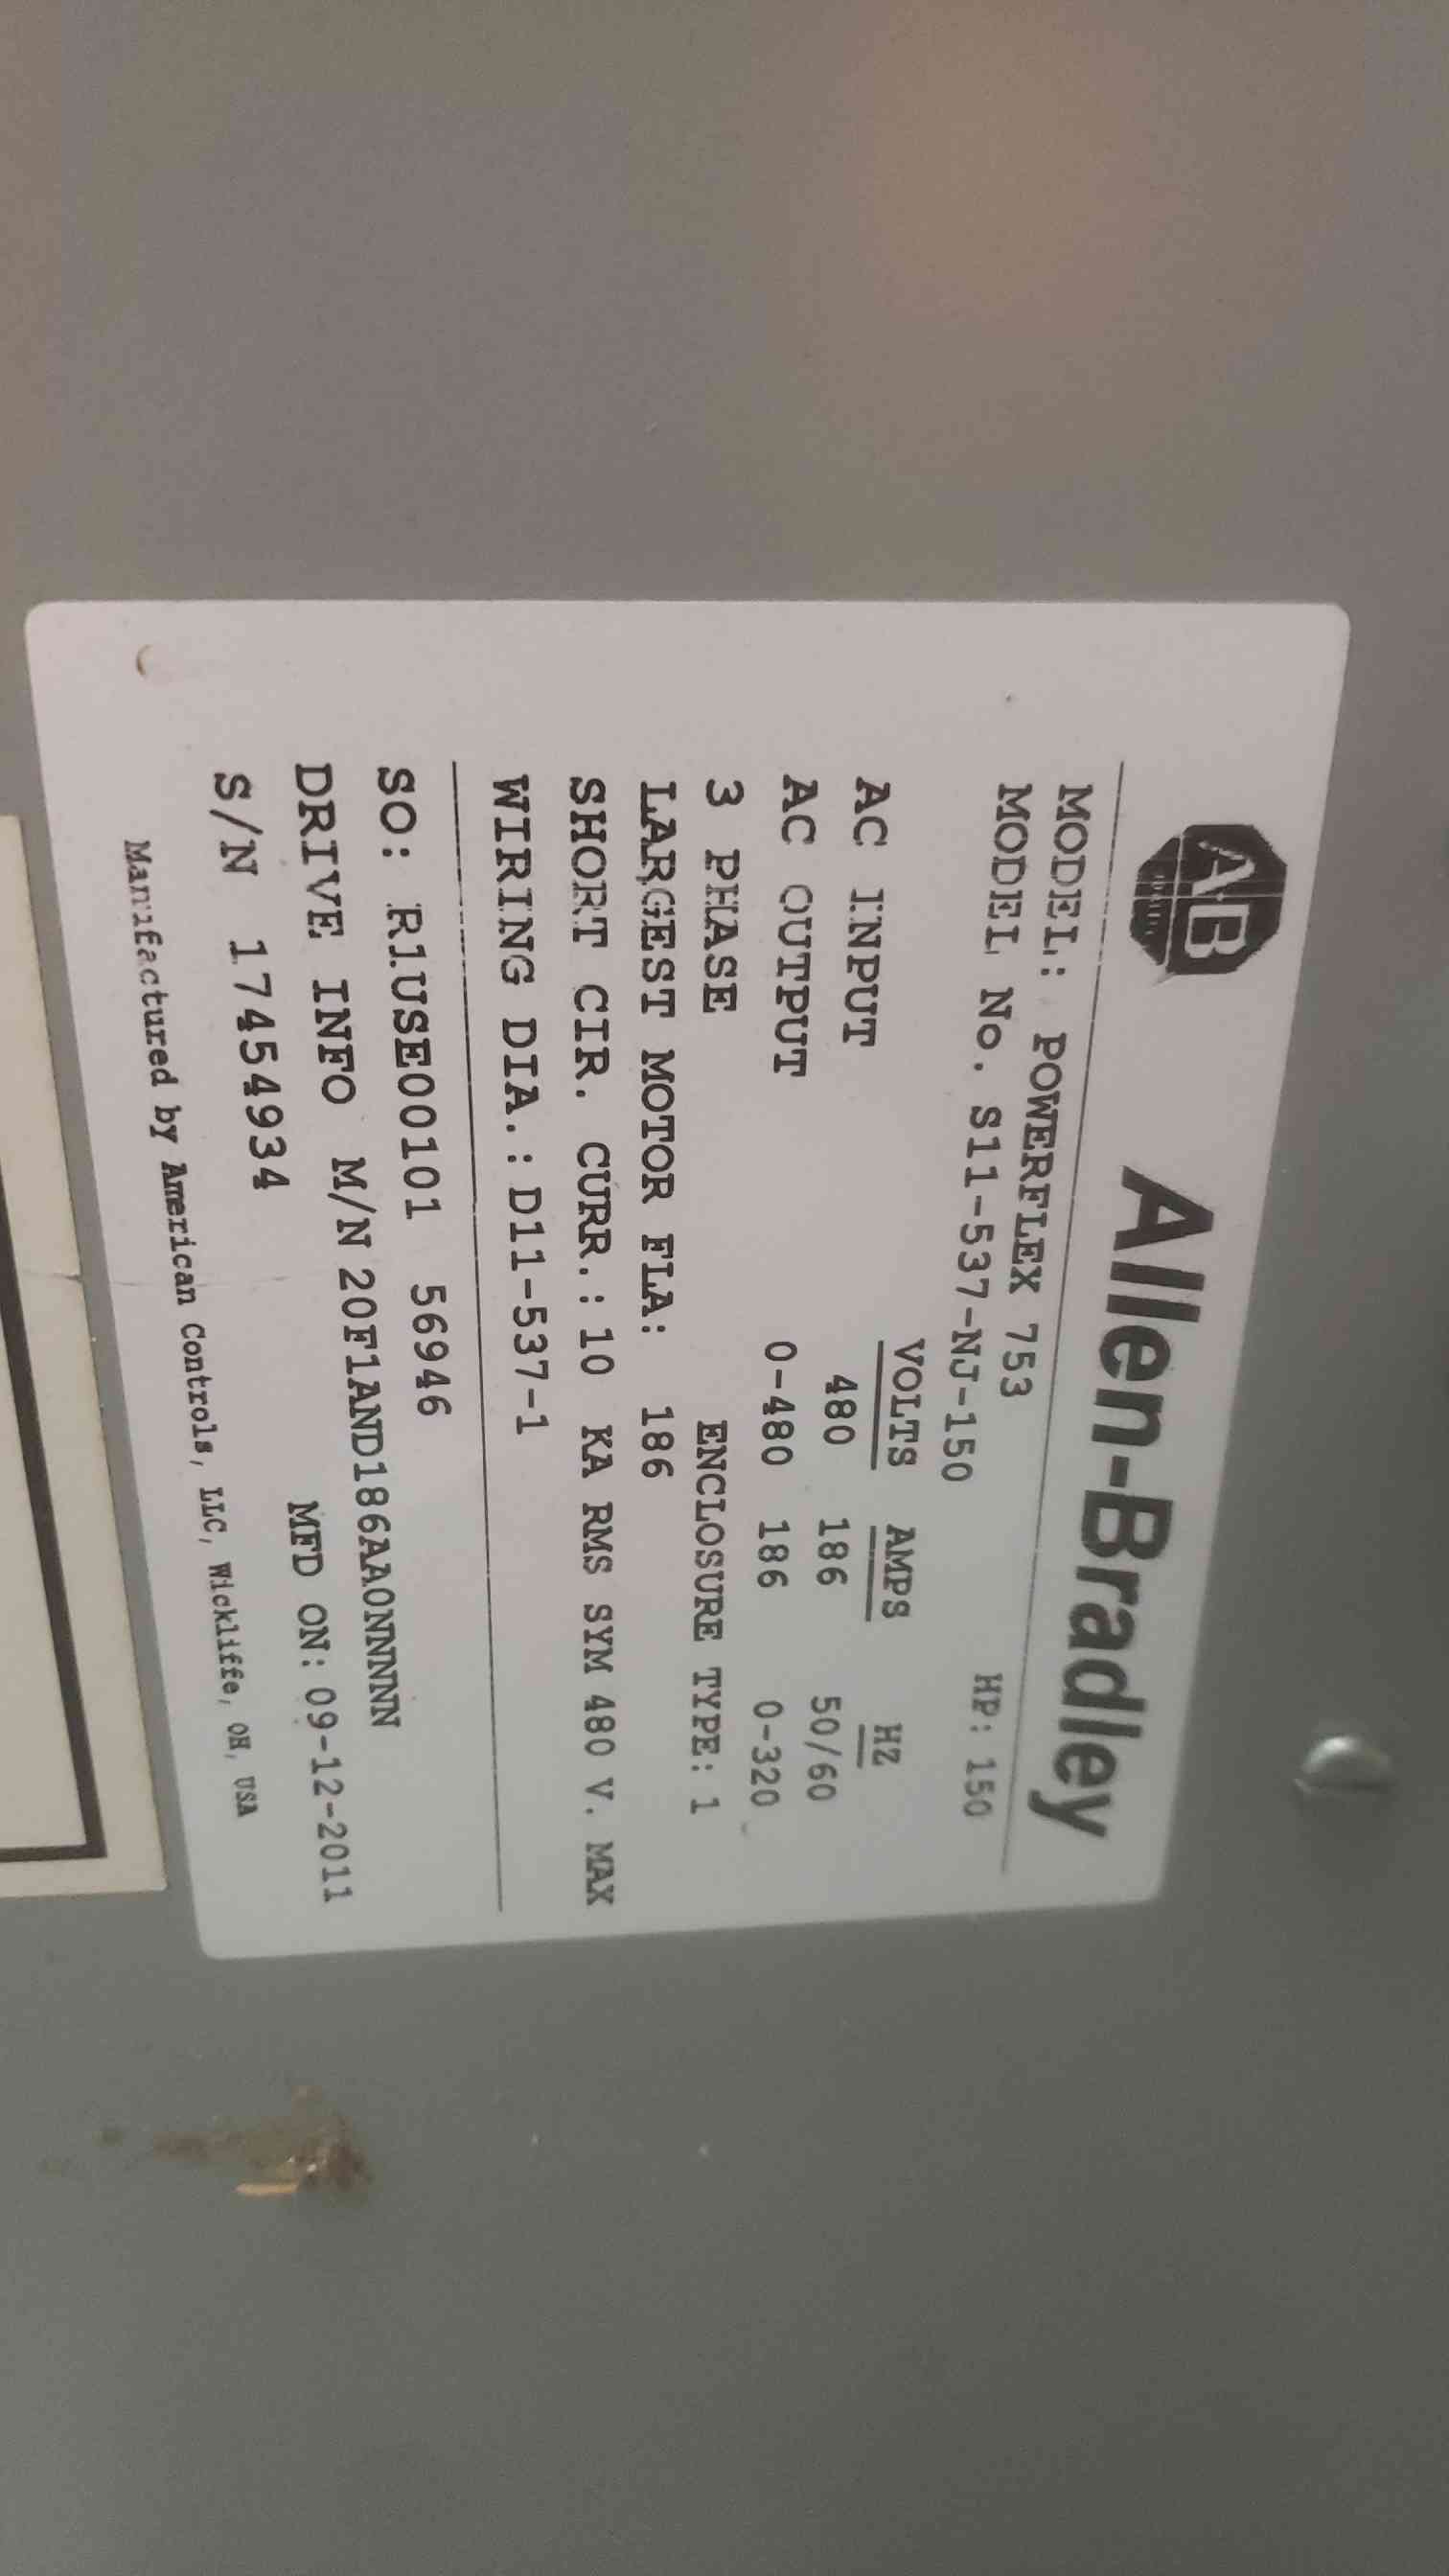 AB Allen-Bradley
MODEL: POWERFLEX 753
MODEL No. S11-537-NJ-150 HP: 150
VOLTS AMPS HZ
AC INPUT 480 186 50/60
AC OUTPUT 0-480 186 0-320
3 PHASE ENCLOSURE TYPE: 1
LARGEST MOTOR FLA: 186
SHORT CIR. CURR.: 10 KA RMS SYM 480 V. MAX
WIRING DIA.: D11-537-1
SO: R1USE00101 56946
DRIVE INFO M/N 20F1AND186AA0NNNNN
S/N 17454934 MFD ON: 09-12-2011
Manufactured by American Controls, LLC, Wickliffe, OH, USA